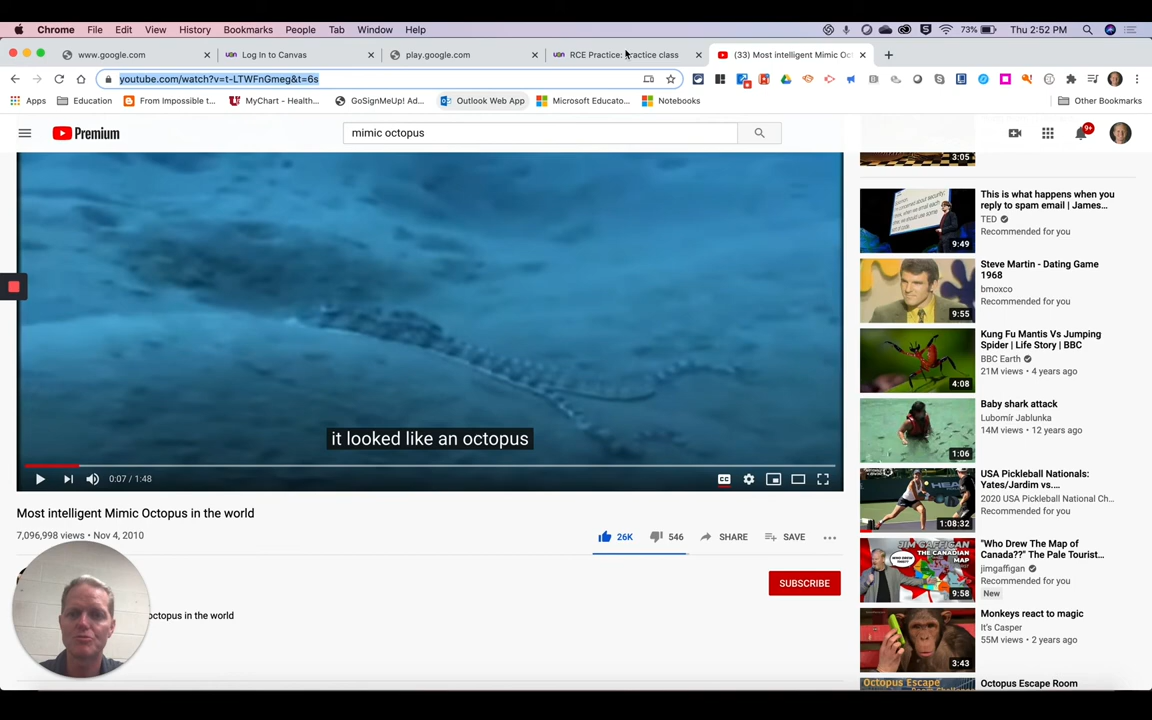 Chrome File Edit View History Bookmarks People Tab Window Help 73% Thu 2:52 PM
www.google.com Log In to Canvas play.google.com RCE Practice: Practice class (33) Most intelligent Mimic Oct
youtube.com/watch?v=t-LTWFnGmeg&t=6s
Apps Education From Impossible t... MyChart - Health... GoSignMeUp! Ad... Outlook Web App Microsoft Educato... Notebooks Other Bookmarks
Premium mimic octopus 9+
3:05
This is what happens when you
reply to spam email | James...
TED
Recommended for you
9:49
Steve Martin - Dating Game
1968
bmoxco
Recommended for you
9:55
Kung Fu Mantis Vs Jumping
Spider | Life Story | BBC
BBC Earth
21M views • 4 years ago
4:08
Baby shark attack
Lubomír Jablunka
14M views • 12 years ago
1:06
it looked like an octopus
0:07 / 1:48 CC
USA Pickleball Nationals:
Yates/Jardim vs....
2020 USA Pickleball National Ch...
Recommended for you
1:08:32
Most intelligent Mimic Octopus in the world
7,096,998 views • Nov 4, 2010
26K 546 SHARE SAVE
"Who Drew The Map of
Canada??" The Pale Tourist...
jimgaffigan
Recommended for you
New
9:58
SUBSCRIBE
octopus in the world
Monkeys react to magic
It's Casper
55M views • 2 years ago
3:43
Octopus Escape Room
Octopus Escape